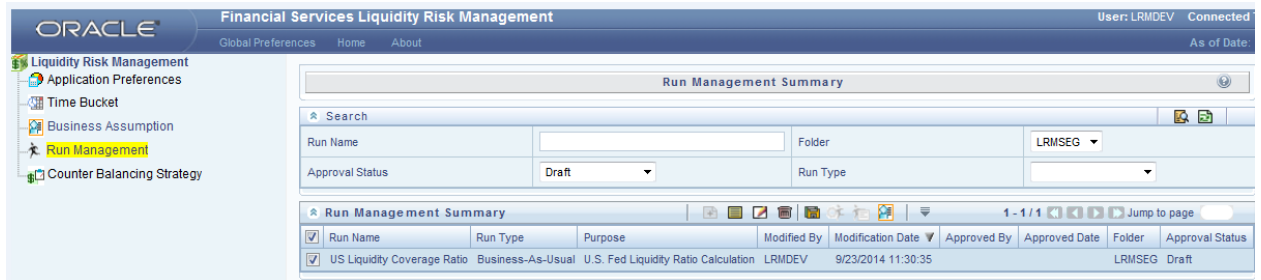 ORACLE
Financial Services Liquidity Risk Management
User: LRMDEV Connected
Global Preferences Home About
As of Date:
Liquidity Risk Management
Application Preferences
Time Bucket
Business Assumption
Run Management
Counter Balancing Strategy
Run Management Summary
Search
Run Name
Folder LRMSEG
Approval Status Draft
Run Type
Run Management Summary
1 - 1 / 1 Jump to page
Run Name Run Type Purpose Modified By Modification Date Approved By Approved Date Folder Approval Status
US Liquidity Coverage Ratio Business-As-Usual U.S. Fed Liquidity Ratio Calculation LRMDEV 9/23/2014 11:30:35 LRMSEG Draft